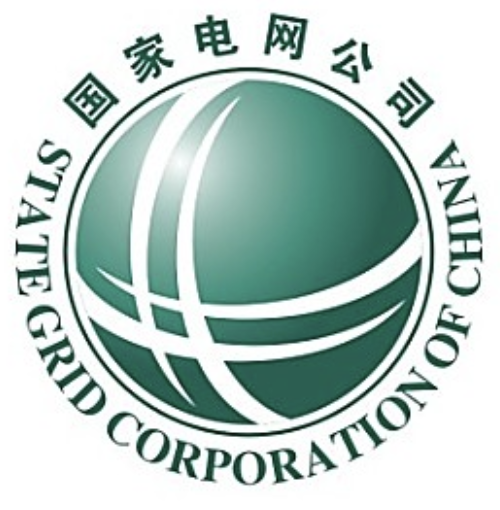 国家电网公司
STATE GRID CORPORATION OF CHINA